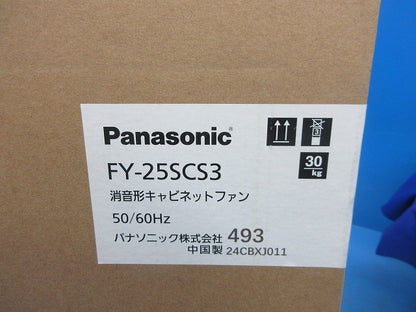 Panasonic®
FY-25SCS3
30
kg
消音形キャビネットファン
50/60Hz
パナソニック株式会社 493
中国製 24CBXJ011